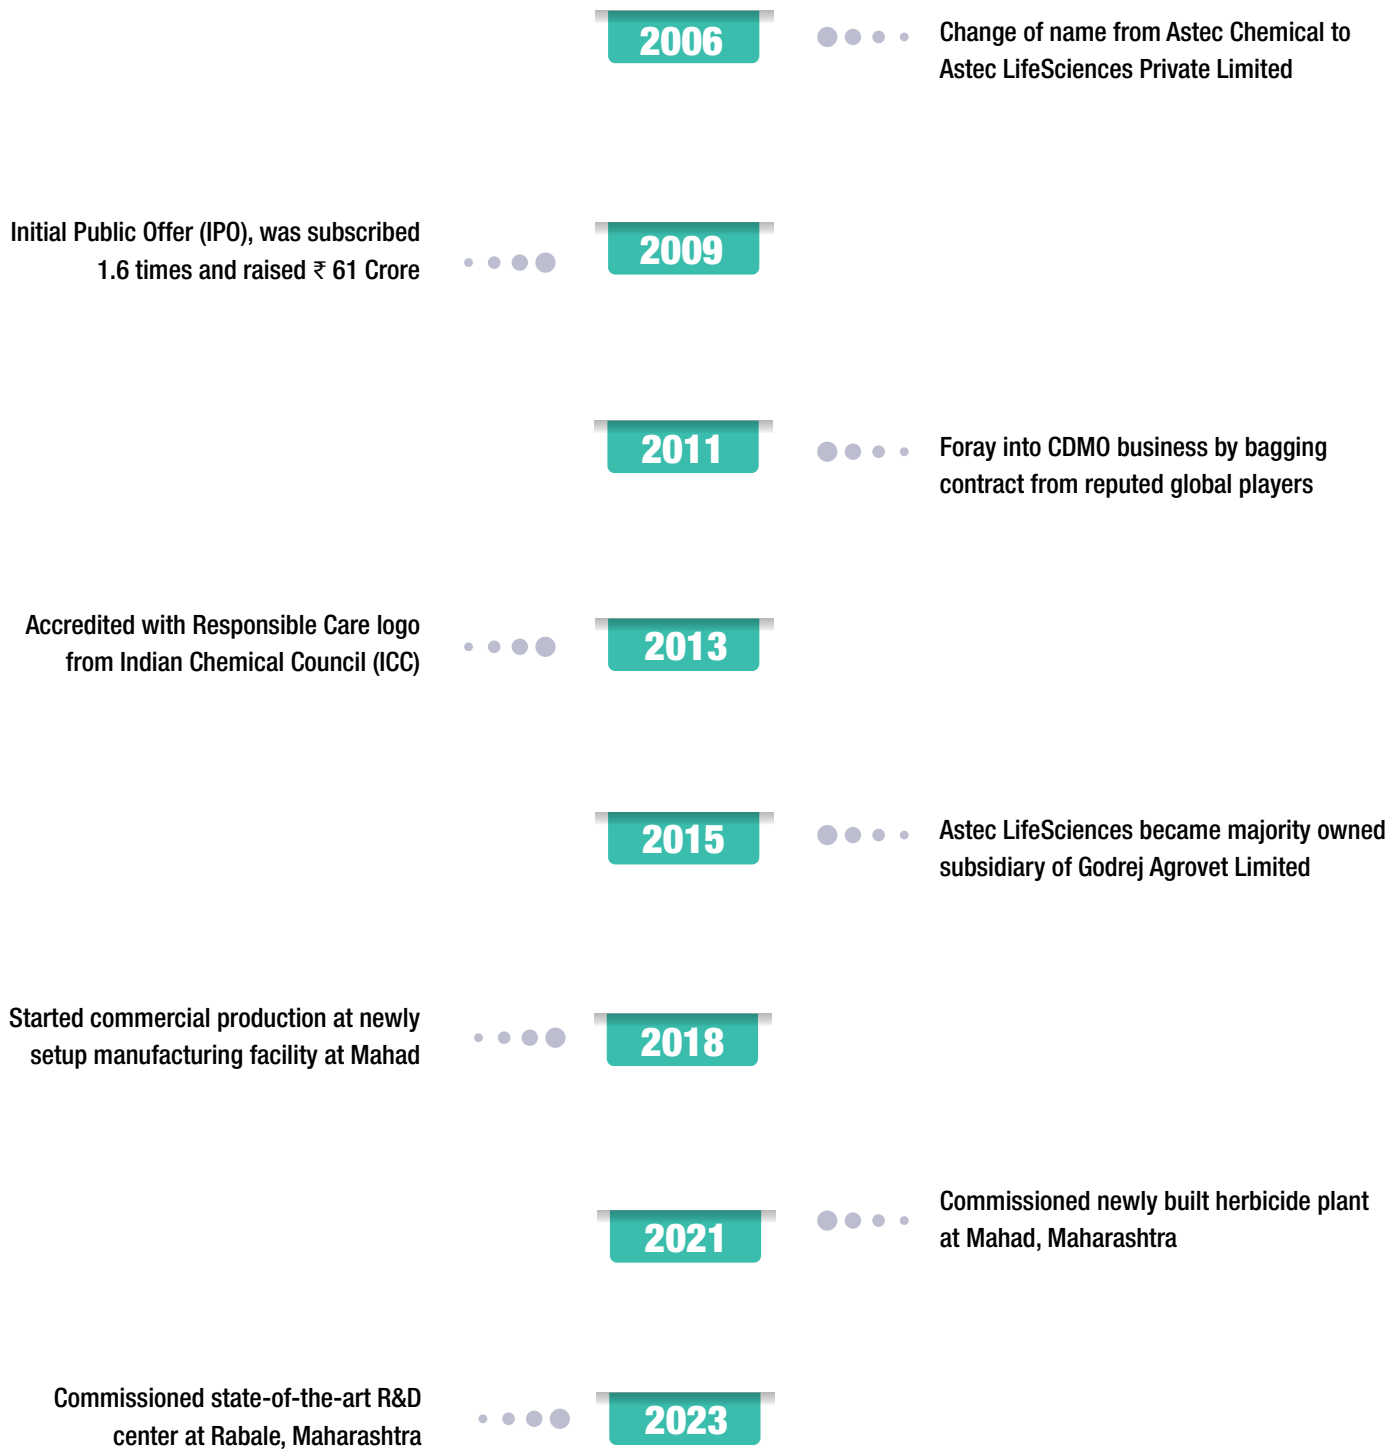 2006
Change of name from Astec Chemical to
Astec LifeSciences Private Limited
Initial Public Offer (IPO), was subscribed
1.6 times and raised ₹ 61 Crore
2009
2011
Foray into CDMO business by bagging
contract from reputed global players
Accredited with Responsible Care logo
from Indian Chemical Council (ICC)
2013
2015
Astec LifeSciences became majority owned
subsidiary of Godrej Agrovet Limited
Started commercial production at newly
setup manufacturing facility at Mahad
2018
2021
Commissioned newly built herbicide plant
at Mahad, Maharashtra
Commissioned state-of-the-art R&D
center at Rabale, Maharashtra
2023